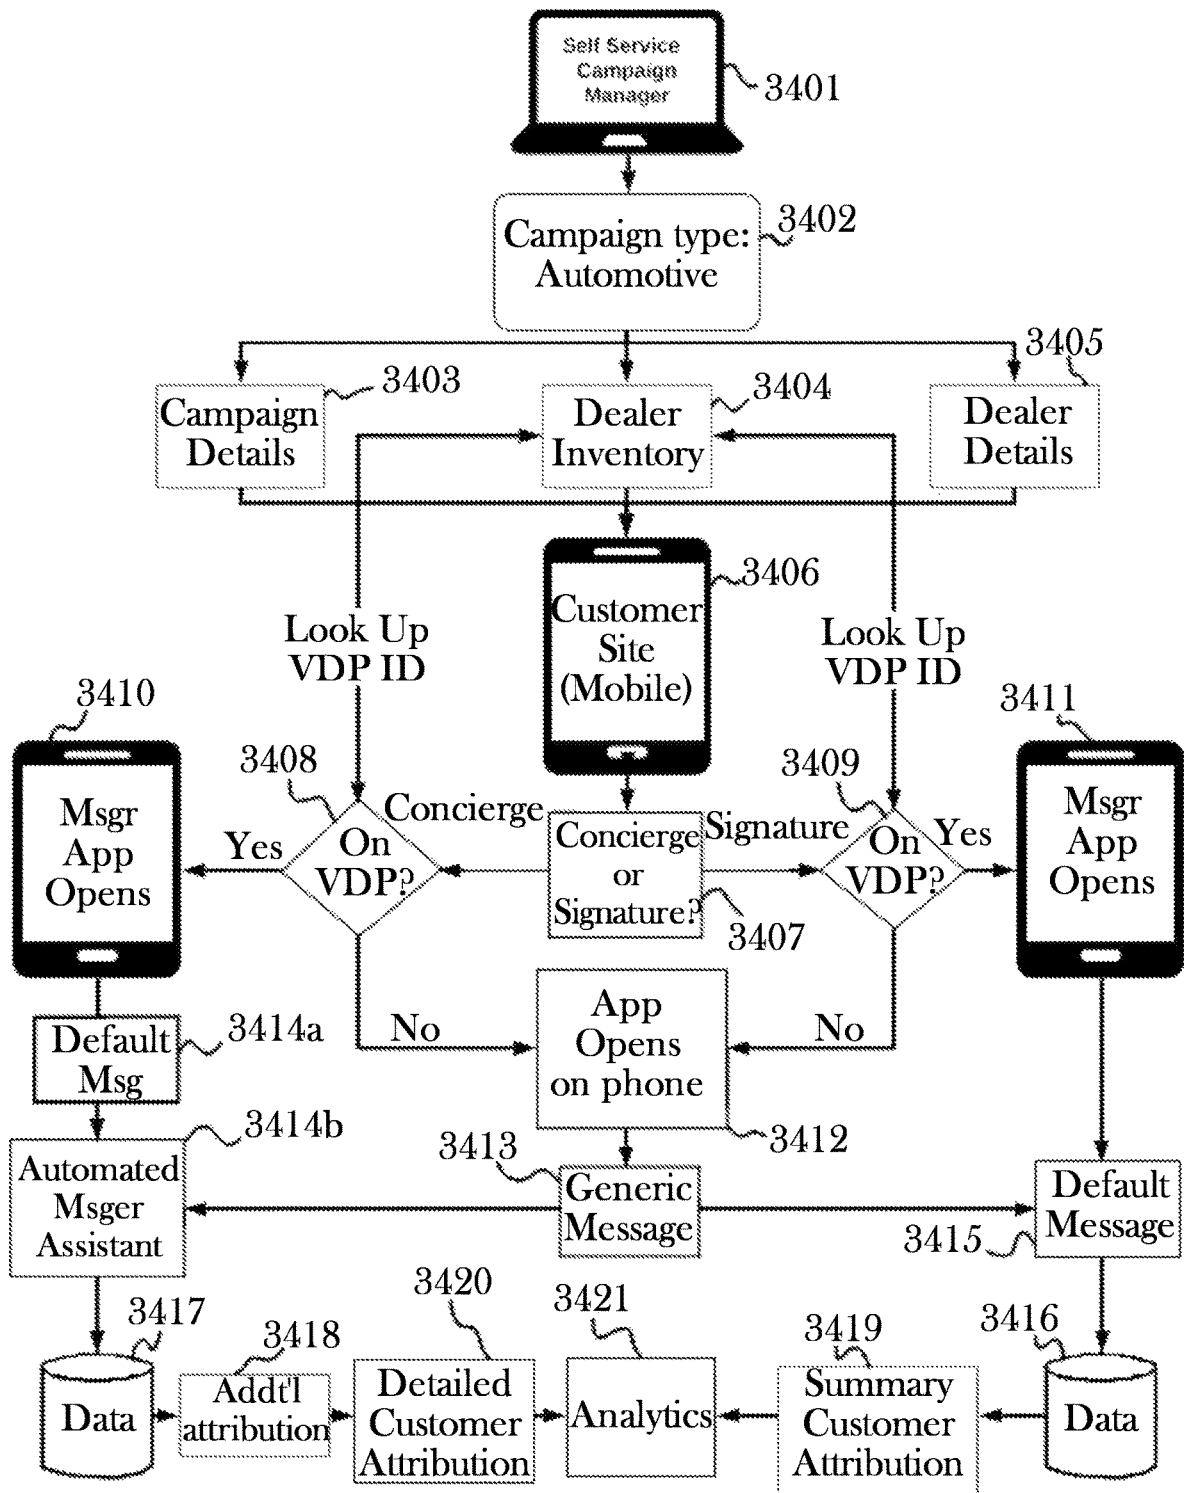 Self Service
Campaign
Manager
3401
Campaign type:
Automotive
3402
3403
3404
3405
Campaign
Details
Dealer
Inventory
Dealer
Details
3406
Customer
Site
(Mobile)
Look Up
VDP ID
Look Up
VDP ID
3410
3411
3408
3409
Msgr
App
Opens
Yes
On
VDP?
Concierge
Concierge
or
Signature?
3407
Signature
On
VDP?
Yes
Msgr
App
Opens
No
App
Opens
on phone
No
3412
Default
Msg
3414a
3414b
Automated
Msger
Assistant
3413
Generic
Message
Default
Message
3415
3417
3418
3420
3421
3419
3416
Data
Addt'l
attribution
Detailed
Customer
Attribution
Analytics
Summary
Customer
Attribution
Data